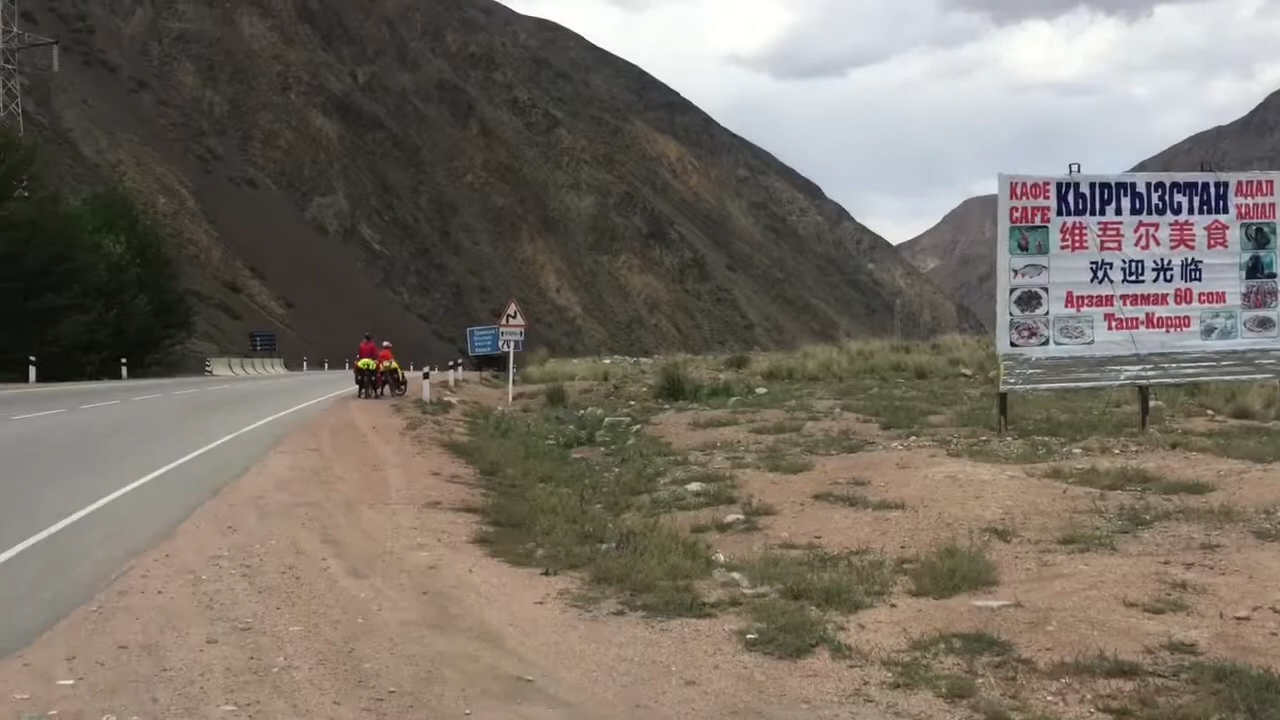 КАФЕ КЫРГЫЗСТАН АДАЛ
CAFE ХАЛАЛ
维吾尔美食
欢迎光临
Арзан тамак 60 сом
Таш-Кордо